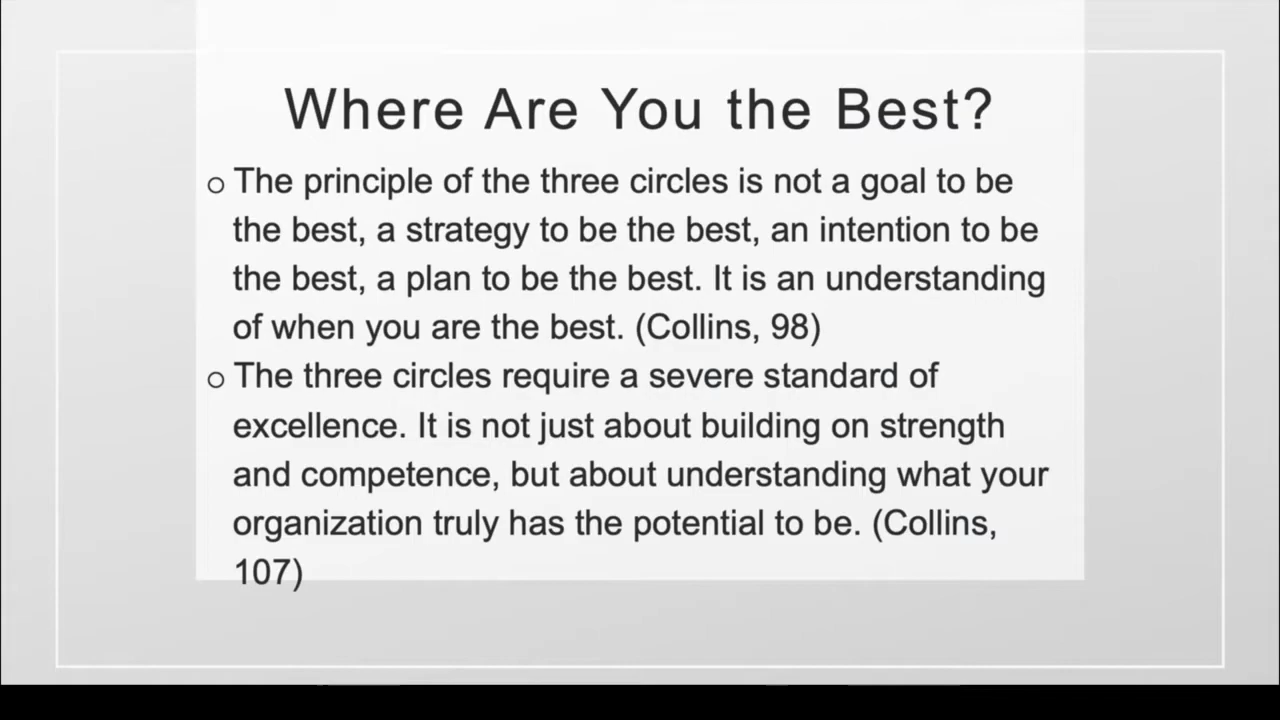 Where Are You the Best?
o The principle of the three circles is not a goal to be
the best, a strategy to be the best, an intention to be
the best, a plan to be the best. It is an understanding
of when you are the best. (Collins, 98)
o The three circles require a severe standard of
excellence. It is not just about building on strength
and competence, but about understanding what your
organization truly has the potential to be. (Collins,
107)